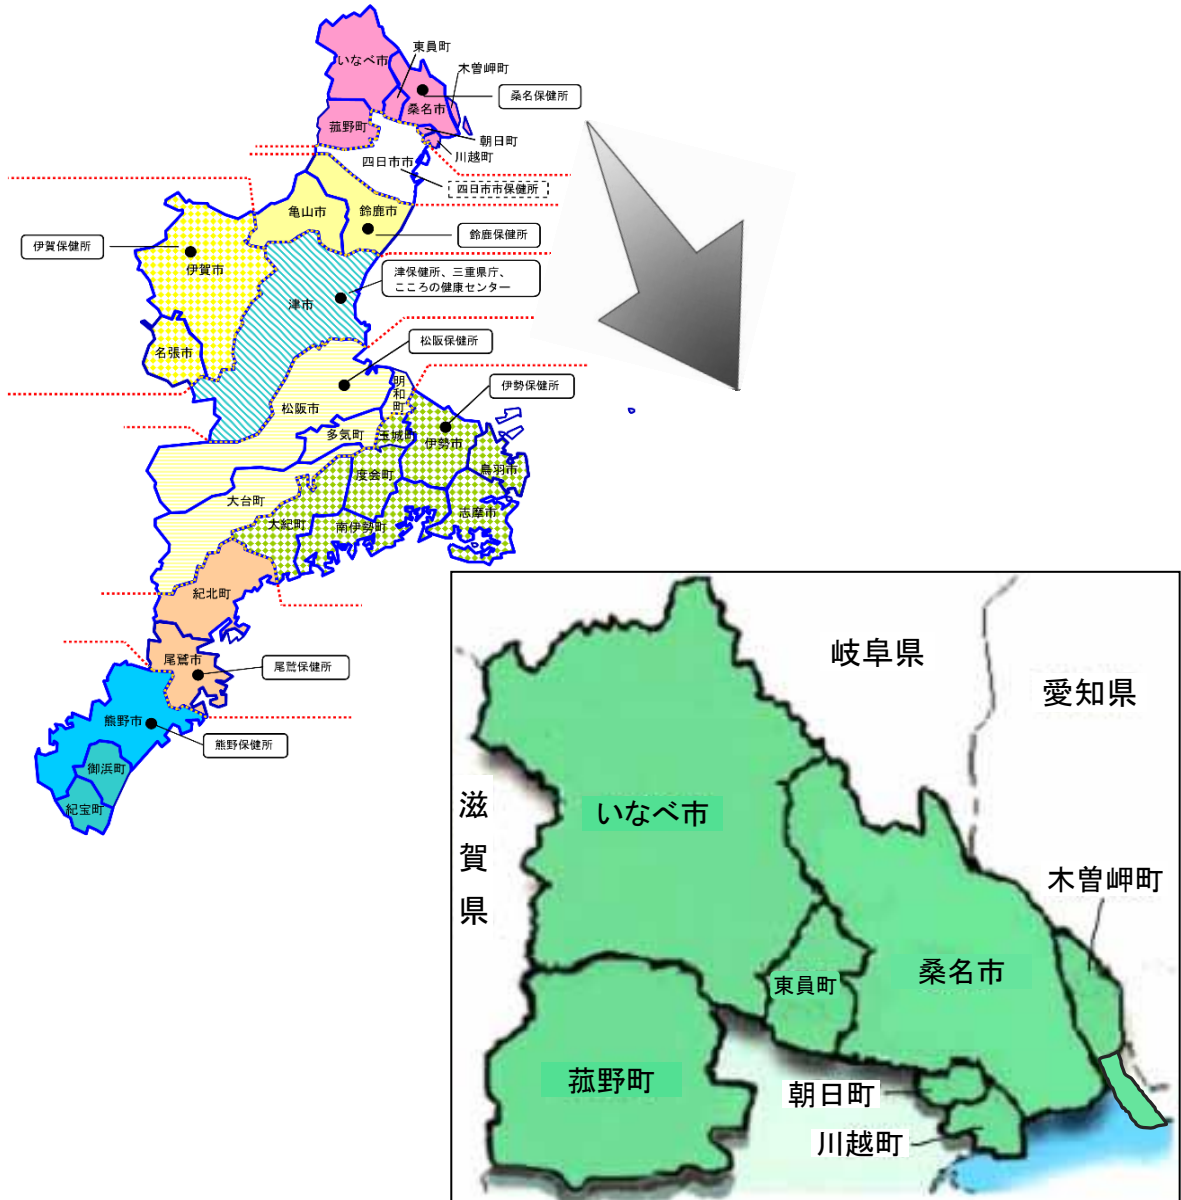 東員町
いなべ市
木曽岬町
桑名保健所
桑名市
菰野町
朝日町
川越町
四日市市
四日市市保健所
亀山市
鈴鹿市
鈴鹿保健所
伊賀保健所
伊賀市
津保健所、三重県庁、
こころの健康センター
津市
松阪保健所
名張市
明和町
伊勢保健所
松阪市
多気町
玉城町
伊勢市
鳥羽市
度会町
大台町
志摩市
大紀町
南伊勢町
紀北町
尾鷲市
尾鷲保健所
熊野市
熊野保健所
御浜町
紀宝町
岐阜県
愛知県
滋賀県
いなべ市
木曽岬町
桑名市
東員町
菰野町
朝日町
川越町